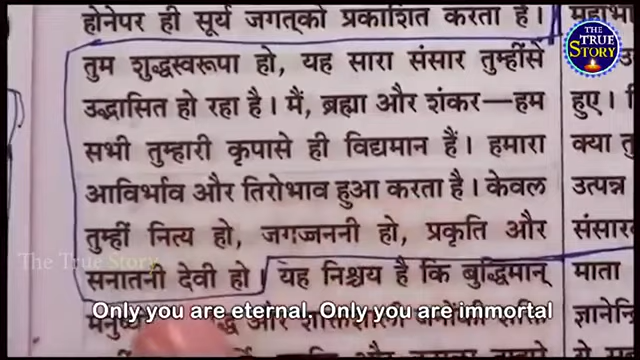 होनेपर ही सूर्य जगत्को प्रकाशित करता है।
तुम शुद्धस्वरूपा हो, यह सारा संसार तुम्हींसे
उद्भासित हो रहा है। मैं, ब्रह्मा और शंकर—हम
सभी तुम्हारी कृपासे ही विद्यमान हैं। हमारा
आविर्भाव और तिरोभाव हुआ करता है। केवल
तुम्हीं नित्य हो, जगज्जननी हो, प्रकृति और
सनातनी देवी हो। यह निश्चय है कि बुद्धिमान्
मनुष्य
हुए।
क्या
उत्पन्न
माता
THE
TRUE
STORY
The True Story
Only you are eternal. Only you are immortal